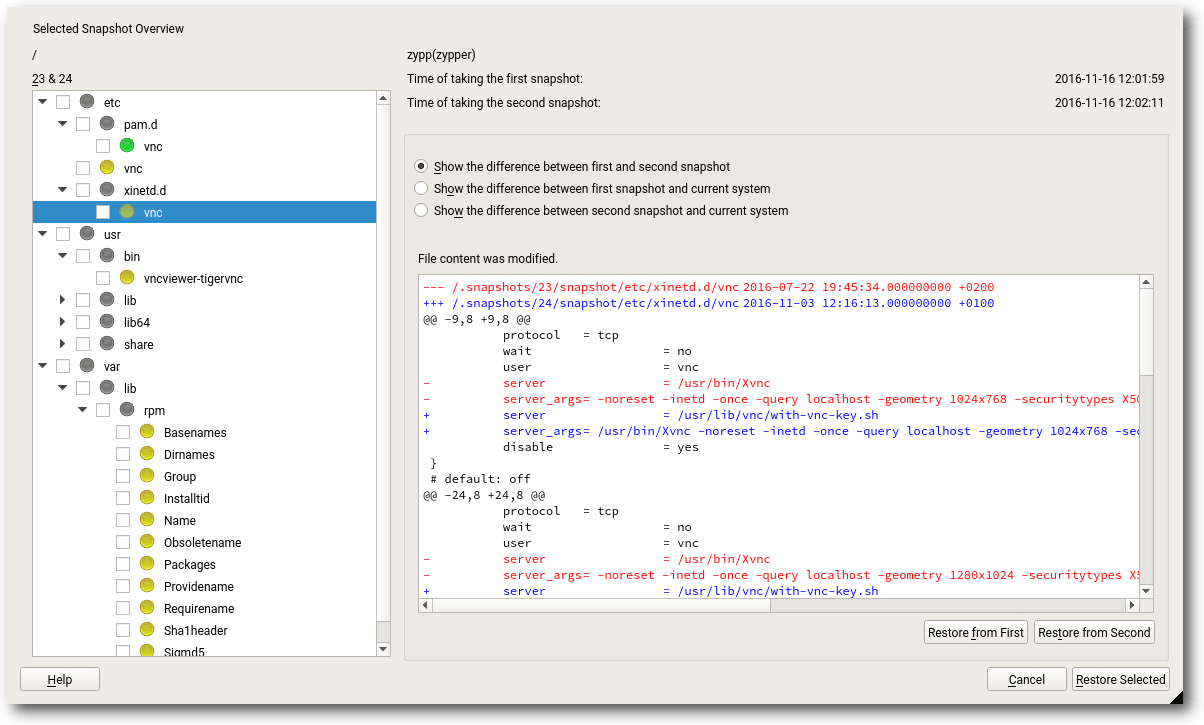 Selected Snapshot Overview
/
23 & 24
etc
pam.d
vnc
vnc
xinetd.d
vnc
usr
bin
vncviewer-tigervnc
lib
lib64
share
var
lib
rpm
Basenames
Dirnames
Group
Installtid
Name
Obsoletename
Packages
Providename
Requirename
Sha1header
Sigmd5
zypp(zypper)
Time of taking the first snapshot: 2016-11-16 12:01:59
Time of taking the second snapshot: 2016-11-16 12:02:11
Show the difference between first and second snapshot
Show the difference between first snapshot and current system
Show the difference between second snapshot and current system
File content was modified.
--- /.snapshots/23/snapshot/etc/xinetd.d/vnc 2016-07-22 19:45:34.000000000 +0200
+++ /.snapshots/24/snapshot/etc/xinetd.d/vnc 2016-11-03 12:16:13.000000000 +0100
@@ -9,8 +9,8 @@
protocol = tcp
wait = no
user = vnc
- server = /usr/bin/Xvnc
- server_args= -noreset -inetd -once -query localhost -geometry 1024x768 -securitytypes X50
+ server = /usr/lib/vnc/with-vnc-key.sh
+ server_args= /usr/bin/Xvnc -noreset -inetd -once -query localhost -geometry 1024x768 -sec
disable = yes
}
# default: off
@@ -24,8 +24,8 @@
protocol = tcp
wait = no
user = vnc
- server = /usr/bin/Xvnc
- server_args= -noreset -inetd -once -query localhost -geometry 1280x1024 -securitytypes X5
+ server = /usr/lib/vnc/with-vnc-key.sh
Restore from First
Restore from Second
Help
Cancel
Restore Selected